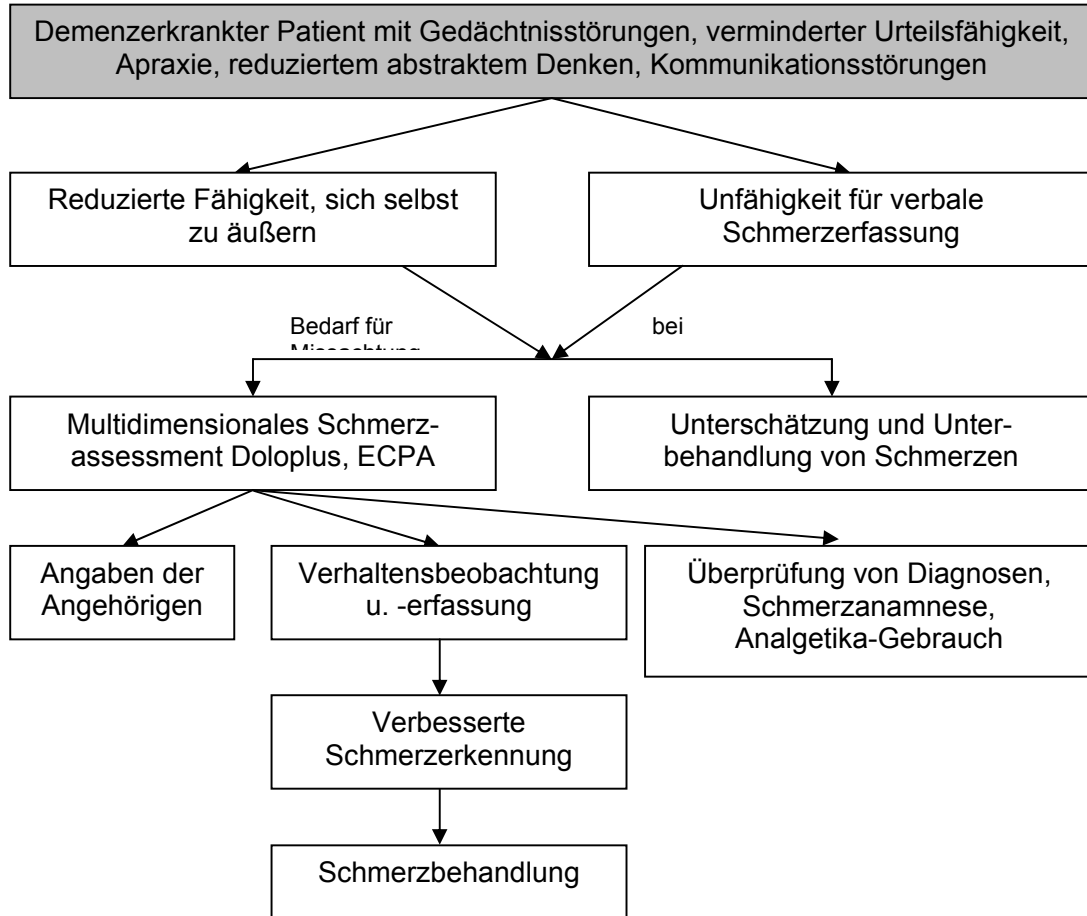 Demenzerkrankter Patient mit Gedächtnisstörungen, verminderter Urteilsfähigkeit,
Apraxie, reduziertem abstraktem Denken, Kommunikationsstörungen
Reduzierte Fähigkeit, sich selbst
zu äußern
Unfähigkeit für verbale
Schmerzerfassung
Bedarf für
Missachtung
bei
Multidimensionales Schmerz-
assessment Doloplus, ECPA
Unterschätzung und Unter-
behandlung von Schmerzen
Angaben der
Angehörigen
Verhaltensbeobachtung
u. -erfassung
Überprüfung von Diagnosen,
Schmerzanamnese,
Analgetika-Gebrauch
Verbesserte
Schmerzerkennung
Schmerzbehandlung